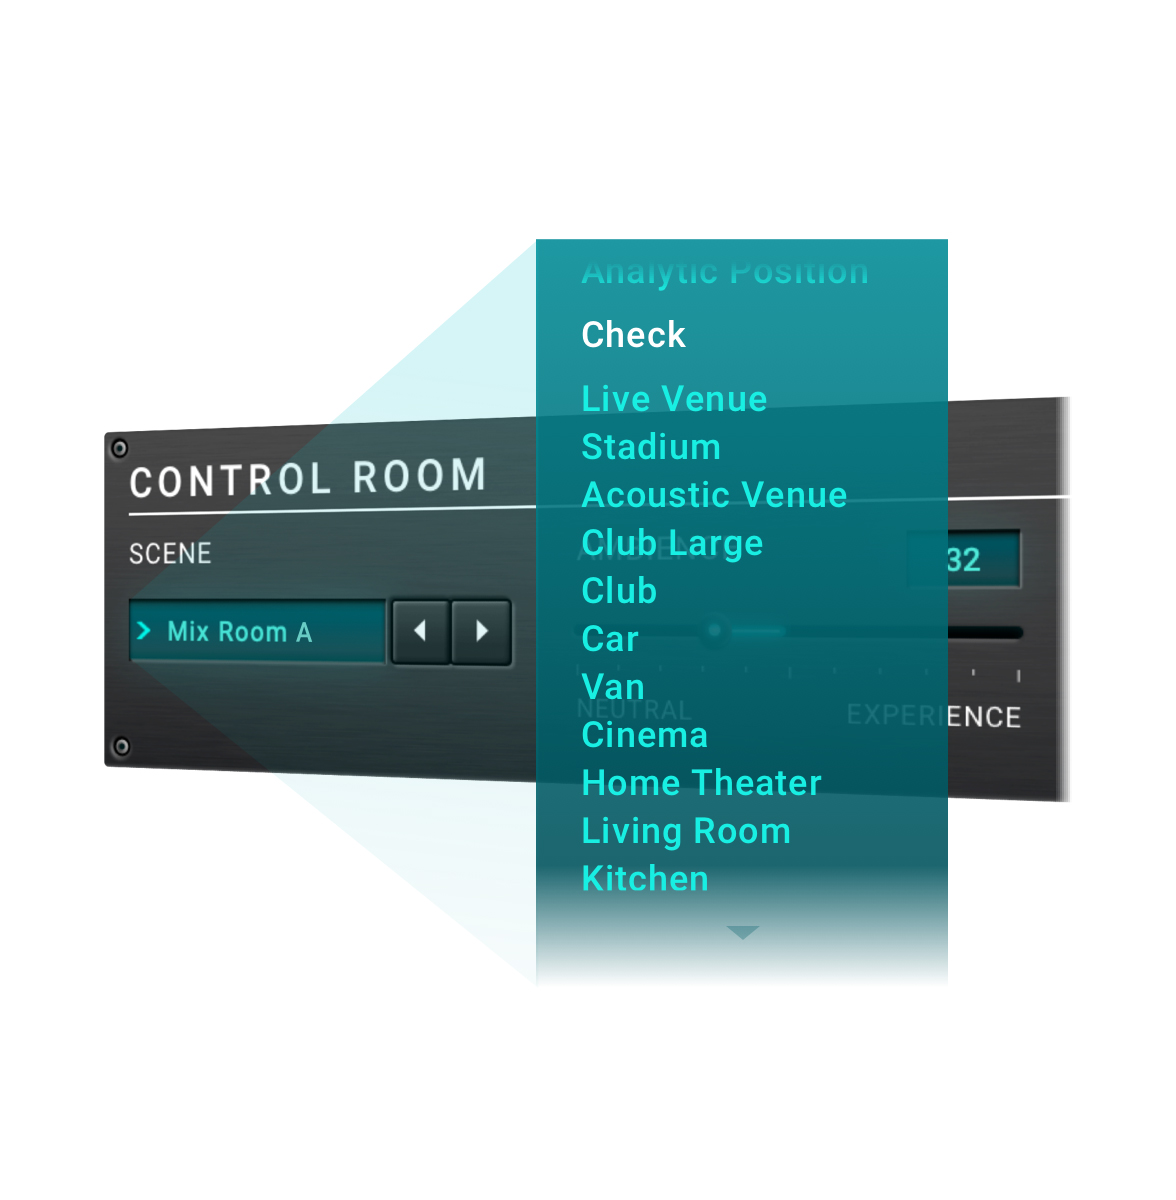 CONTROL ROOM
SCENE
Mix Room A
Analytic Position
Check
Live Venue
Stadium
Acoustic Venue
Club Large
Club
Car
Van
Cinema
Home Theater
Living Room
Kitchen
AMBIENCE
32
NEUTRAL
EXPERIENCE